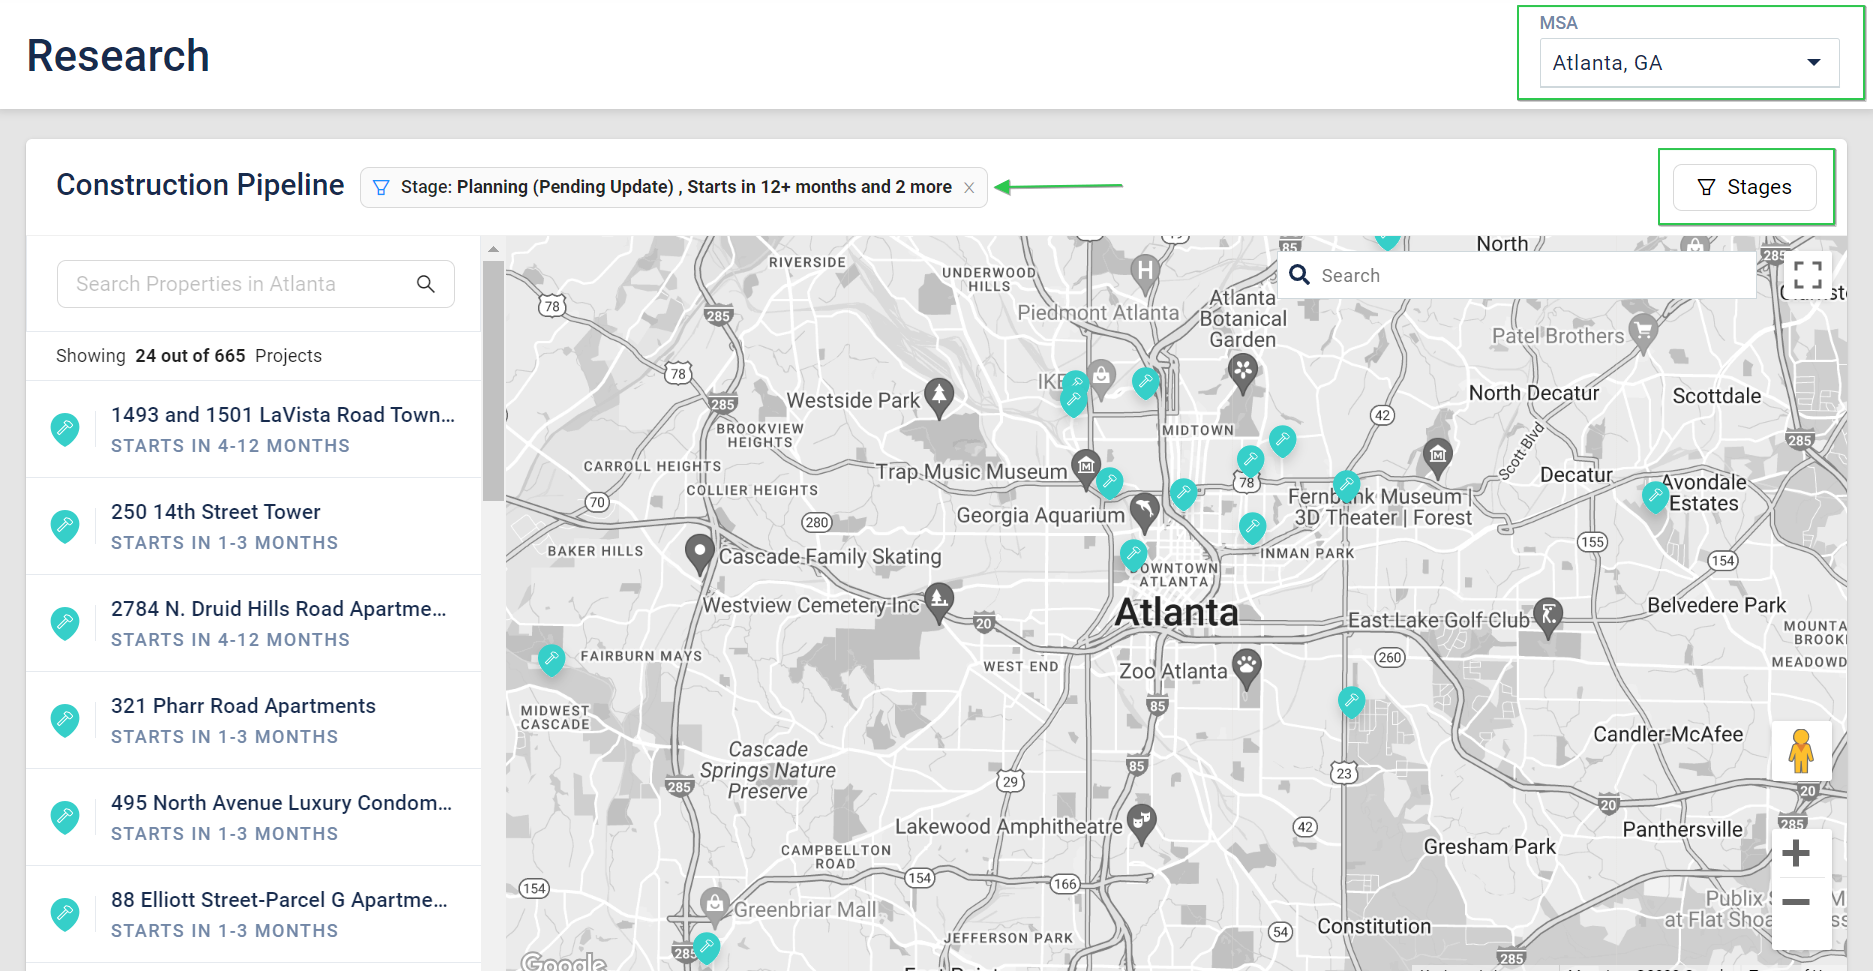 MSA
Research
Atlanta, GA
Construction Pipeline
Stage: Planning (Pending Update) , Starts in 12+ months and 2 more
Stages
Search Properties in Atlanta
Showing 24 out of 665 Projects
1493 and 1501 LaVista Road Town...
STARTS IN 4-12 MONTHS
250 14th Street Tower
STARTS IN 1-3 MONTHS
2784 N. Druid Hills Road Apartme...
STARTS IN 4-12 MONTHS
321 Pharr Road Apartments
STARTS IN 1-3 MONTHS
495 North Avenue Luxury Condom...
STARTS IN 1-3 MONTHS
88 Elliott Street-Parcel G Apartme...
STARTS IN 1-3 MONTHS
19
85
North
285
Search
RIVERSIDE
UNDERWOOD
HILLS
H
78
285
Piedmont Atlanta
Atlanta
Botanical
Garden
Patel Brothers
78
IKE
Westside Park
285
North Decatur
Scottdale
42
MIDTOWN
BROOKVIEW
HEIGHTS
285
Scott Blvd
CARROLL HEIGHTS
Trap Music Museum
Decatur
COLLIER HEIGHTS
78
Avondale
Estates
70
Fernbank Museum |
3D Theater | Forest
280
Georgia Aquarium
BAKER HILLS
Cascade Family Skating
INMAN PARK
155
154
DOWNTOWN
ATLANTA
Westview Cemetery Inc
Atlanta
Belvedere Park
20
East Lake Golf Club
MOUNTA
BROOK
FAIRBURN MAYS
WEST END
Zoo Atlanta
260
MEADOWD
MIDWEST
CASCADE
85
Candler-McAfee
Cascade
Springs Nature
Preserve
85
23
29
285
20
20
Lakewood Amphitheatre
42
Panthersville
285
Gresham Park
CAMPBELLTON
ROAD
154
154
166
Greenbriar Mall
Publix
at Flat Shoa
Constitution
54
JEFFERSON PARK
285
285
Google